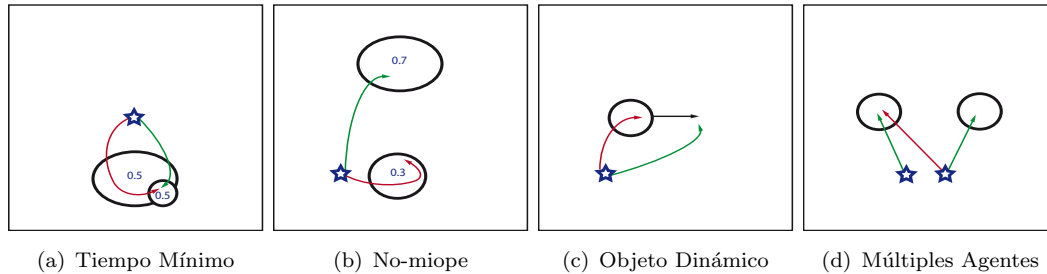 0.5
0.5
0.7
0.3
(a) Tiempo Mínimo
(b) No-miope
(c) Objeto Dinámico
(d) Múltiples Agentes